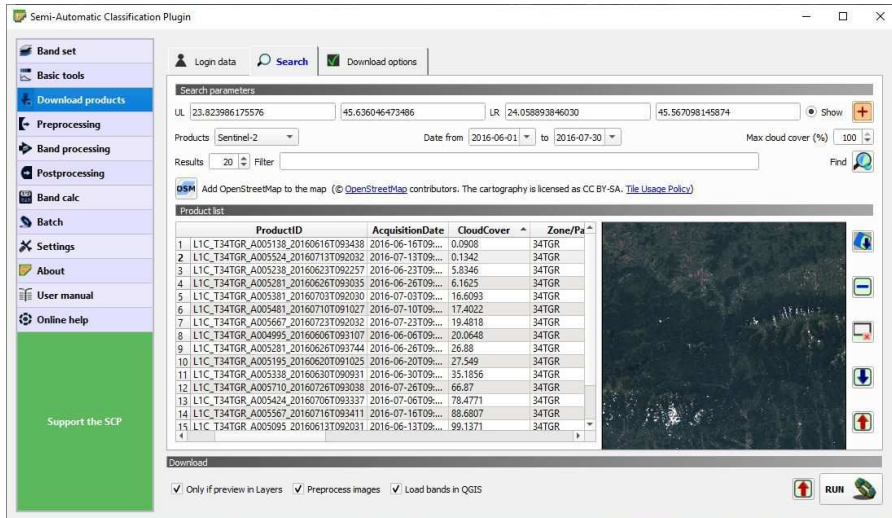 Semi-Automatic Classification Plugin
Band set
Basic tools
Download products
Preprocessing
Band processing
Postprocessing
Band calc
Batch
Settings
About
User manual
Online help
Support the SCP
Login data Search Download options
Search parameters
UL 23.823986175576 45.636046473486 LR 24.058893846030 45.567098145874 Show
Products Sentinel-2 Date from 2016-06-01 to 2016-07-30 Max cloud cover (%) 100
Results 20 Filter Find
OSM Add OpenStreetMap to the map (© OpenStreetMap contributors. The cartography is licensed as CC BY-SA. Tile Usage Policy)
Product list
ProductID AcquisitionDate CloudCover Zone/Pa
1 L1C_T34TGR_A005138_20160616T093438 2016-06-16T09:... 0.0908 34TGR
2 L1C_T34TGR_A005524_20160713T092032 2016-07-13T09:... 0.1342 34TGR
3 L1C_T34TGR_A005238_20160623T092257 2016-06-23T09:... 5.8346 34TGR
4 L1C_T34TGR_A005281_20160626T093035 2016-06-26T09:... 6.1625 34TGR
5 L1C_T34TGR_A005381_20160703T092030 2016-07-03T09:... 16.6093 34TGR
6 L1C_T34TGR_A005481_20160710T091027 2016-07-10T09:... 17.4022 34TGR
7 L1C_T34TGR_A005667_20160723T092032 2016-07-23T09:... 19.4818 34TGR
8 L1C_T34TGR_A004995_20160606T093107 2016-06-06T09:... 20.0648 34TGR
9 L1C_T34TGR_A005281_20160626T093744 2016-06-26T09:... 26.88 34TGR
10 L1C_T34TGR_A005195_20160620T091025 2016-06-20T09:... 27.549 34TGR
11 L1C_T34TGR_A005338_20160630T090931 2016-06-30T09:... 35.1856 34TGR
12 L1C_T34TGR_A005710_20160726T093038 2016-07-26T09:... 66.87 34TGR
13 L1C_T34TGR_A005424_20160706T093337 2016-07-06T09:... 78.4771 34TGR
14 L1C_T34TGR_A005567_20160716T093411 2016-07-16T09:... 88.6807 34TGR
15 L1C_T34TGR_A005095_20160613T092031 2016-06-13T09:... 99.1371 34TGR
Download
Only if preview in Layers Preprocess images Load bands in QGIS RUN